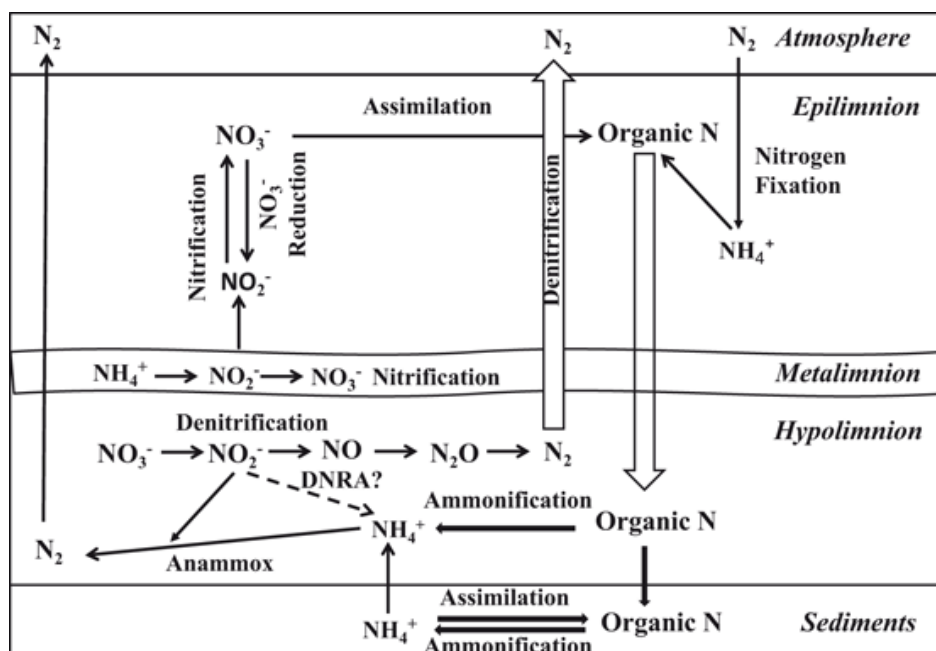 N₂ N₂ N₂ Atmosphere
Epilimnion
Assimilation
NO₃⁻ Organic N
Nitrogen
Fixation
Nitrification
NO₃⁻
Reduction
Denitrification
NH₄⁺
NO₂⁻
NH₄⁺ NO₂⁻ NO₃⁻ Nitrification Metalimnion
Denitrification Hypolimnion
NO₃⁻ NO₂⁻ NO N₂O N₂
DNRA?
Ammonification
NH₄⁺ Organic N
N₂
Anammox
Assimilation
NH₄⁺ Organic N Sediments
Ammonification